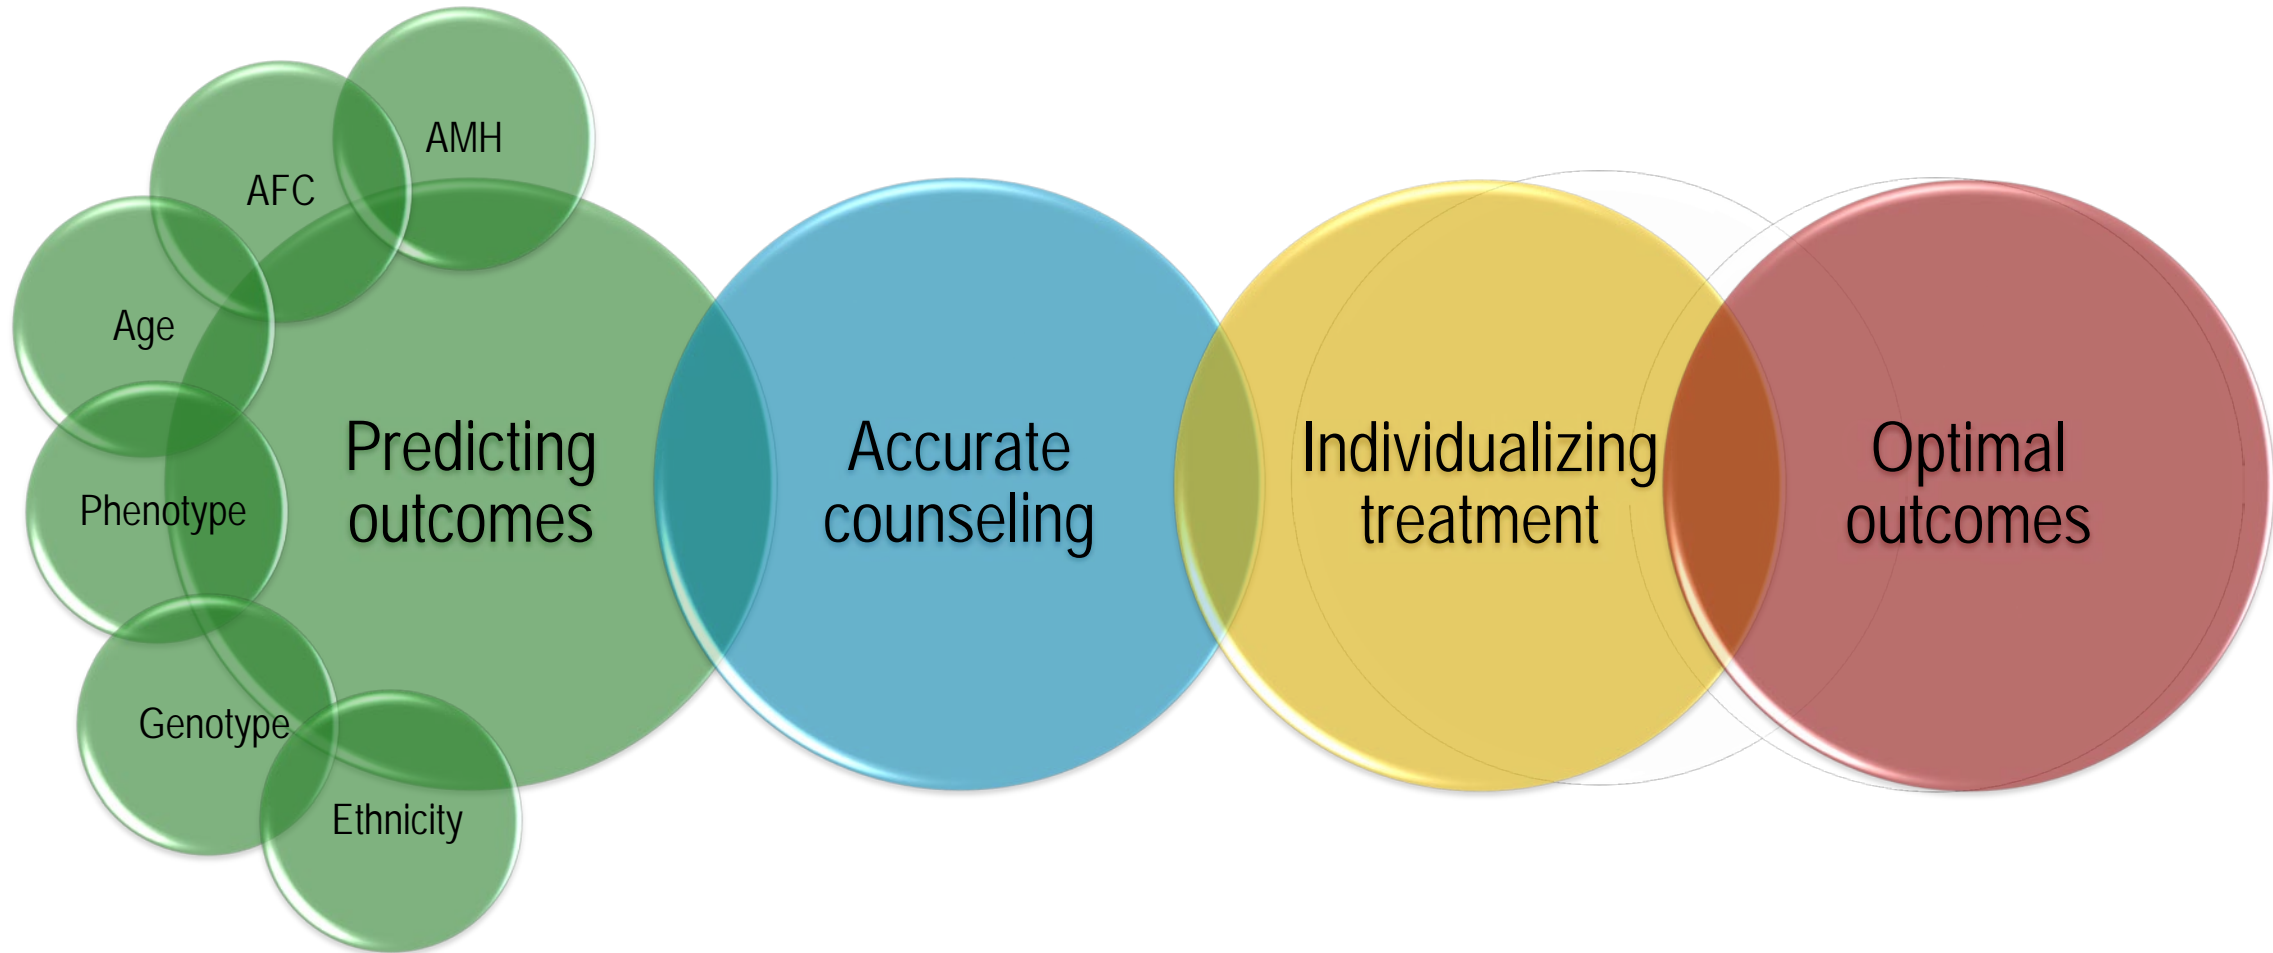 AMH
AFC
Age
Phenotype
Genotype
Ethnicity
Predicting
outcomes
Accurate
counseling
Individualizing
treatment
Optimal
outcomes